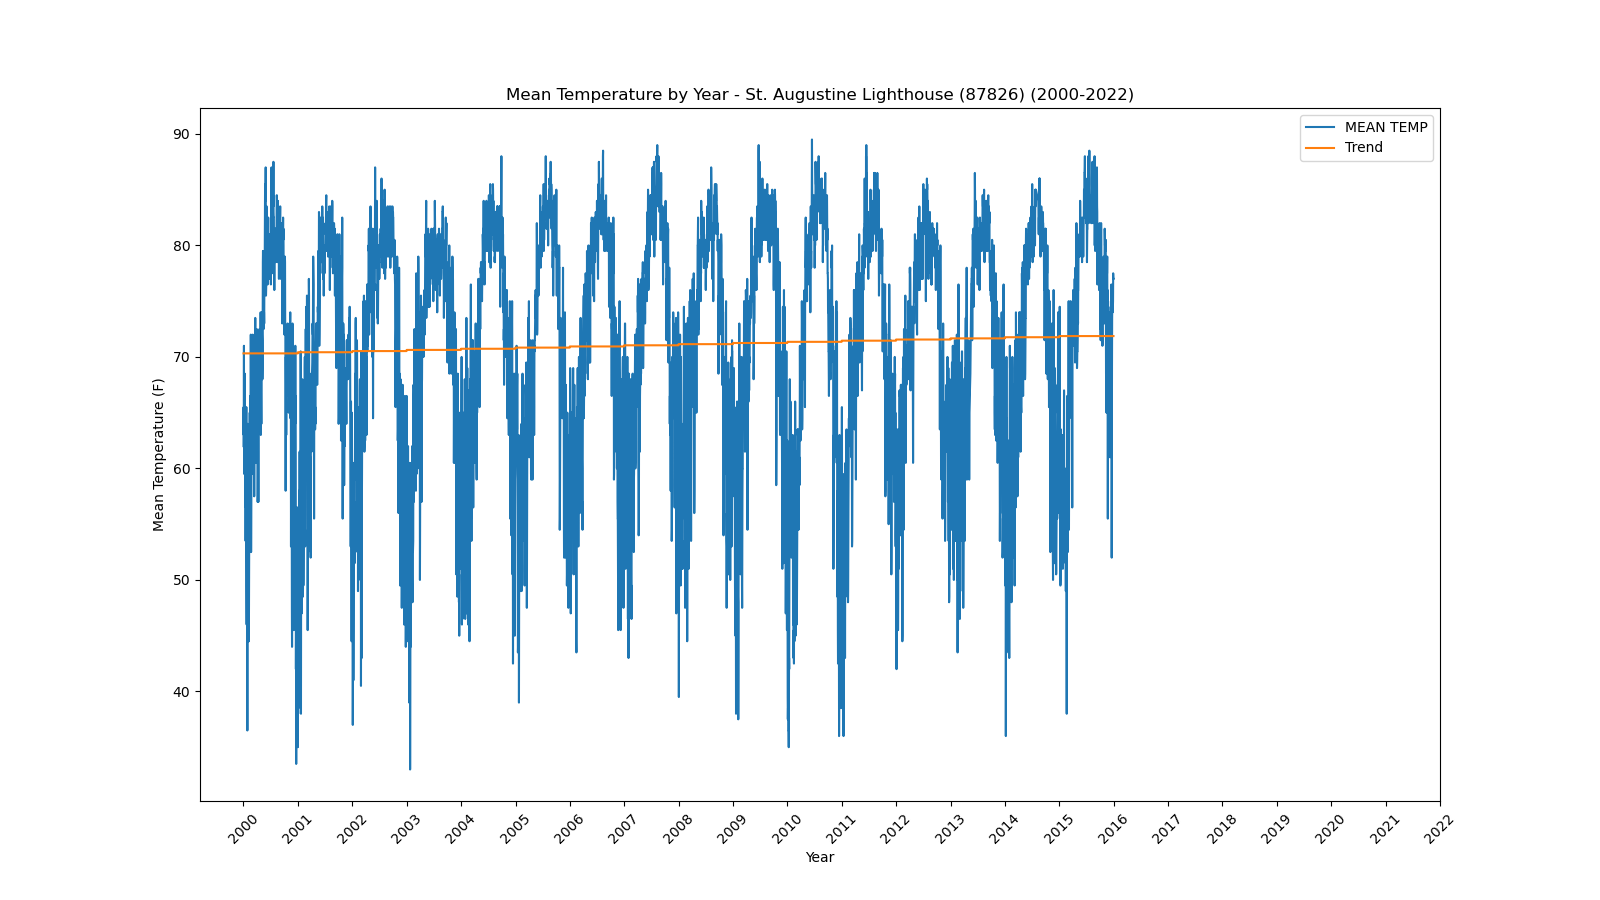 Mean Temperature by Year - St. Augustine Lighthouse (87826) (2000-2022)
MEAN TEMP
Trend
Mean Temperature (F)
90
80
70
60
50
40
2000 2001 2002 2003 2004 2005 2006 2007 2008 2009 2010 2011 2012 2013 2014 2015 2016 2017 2018 2019 2020 2021 2022
Year